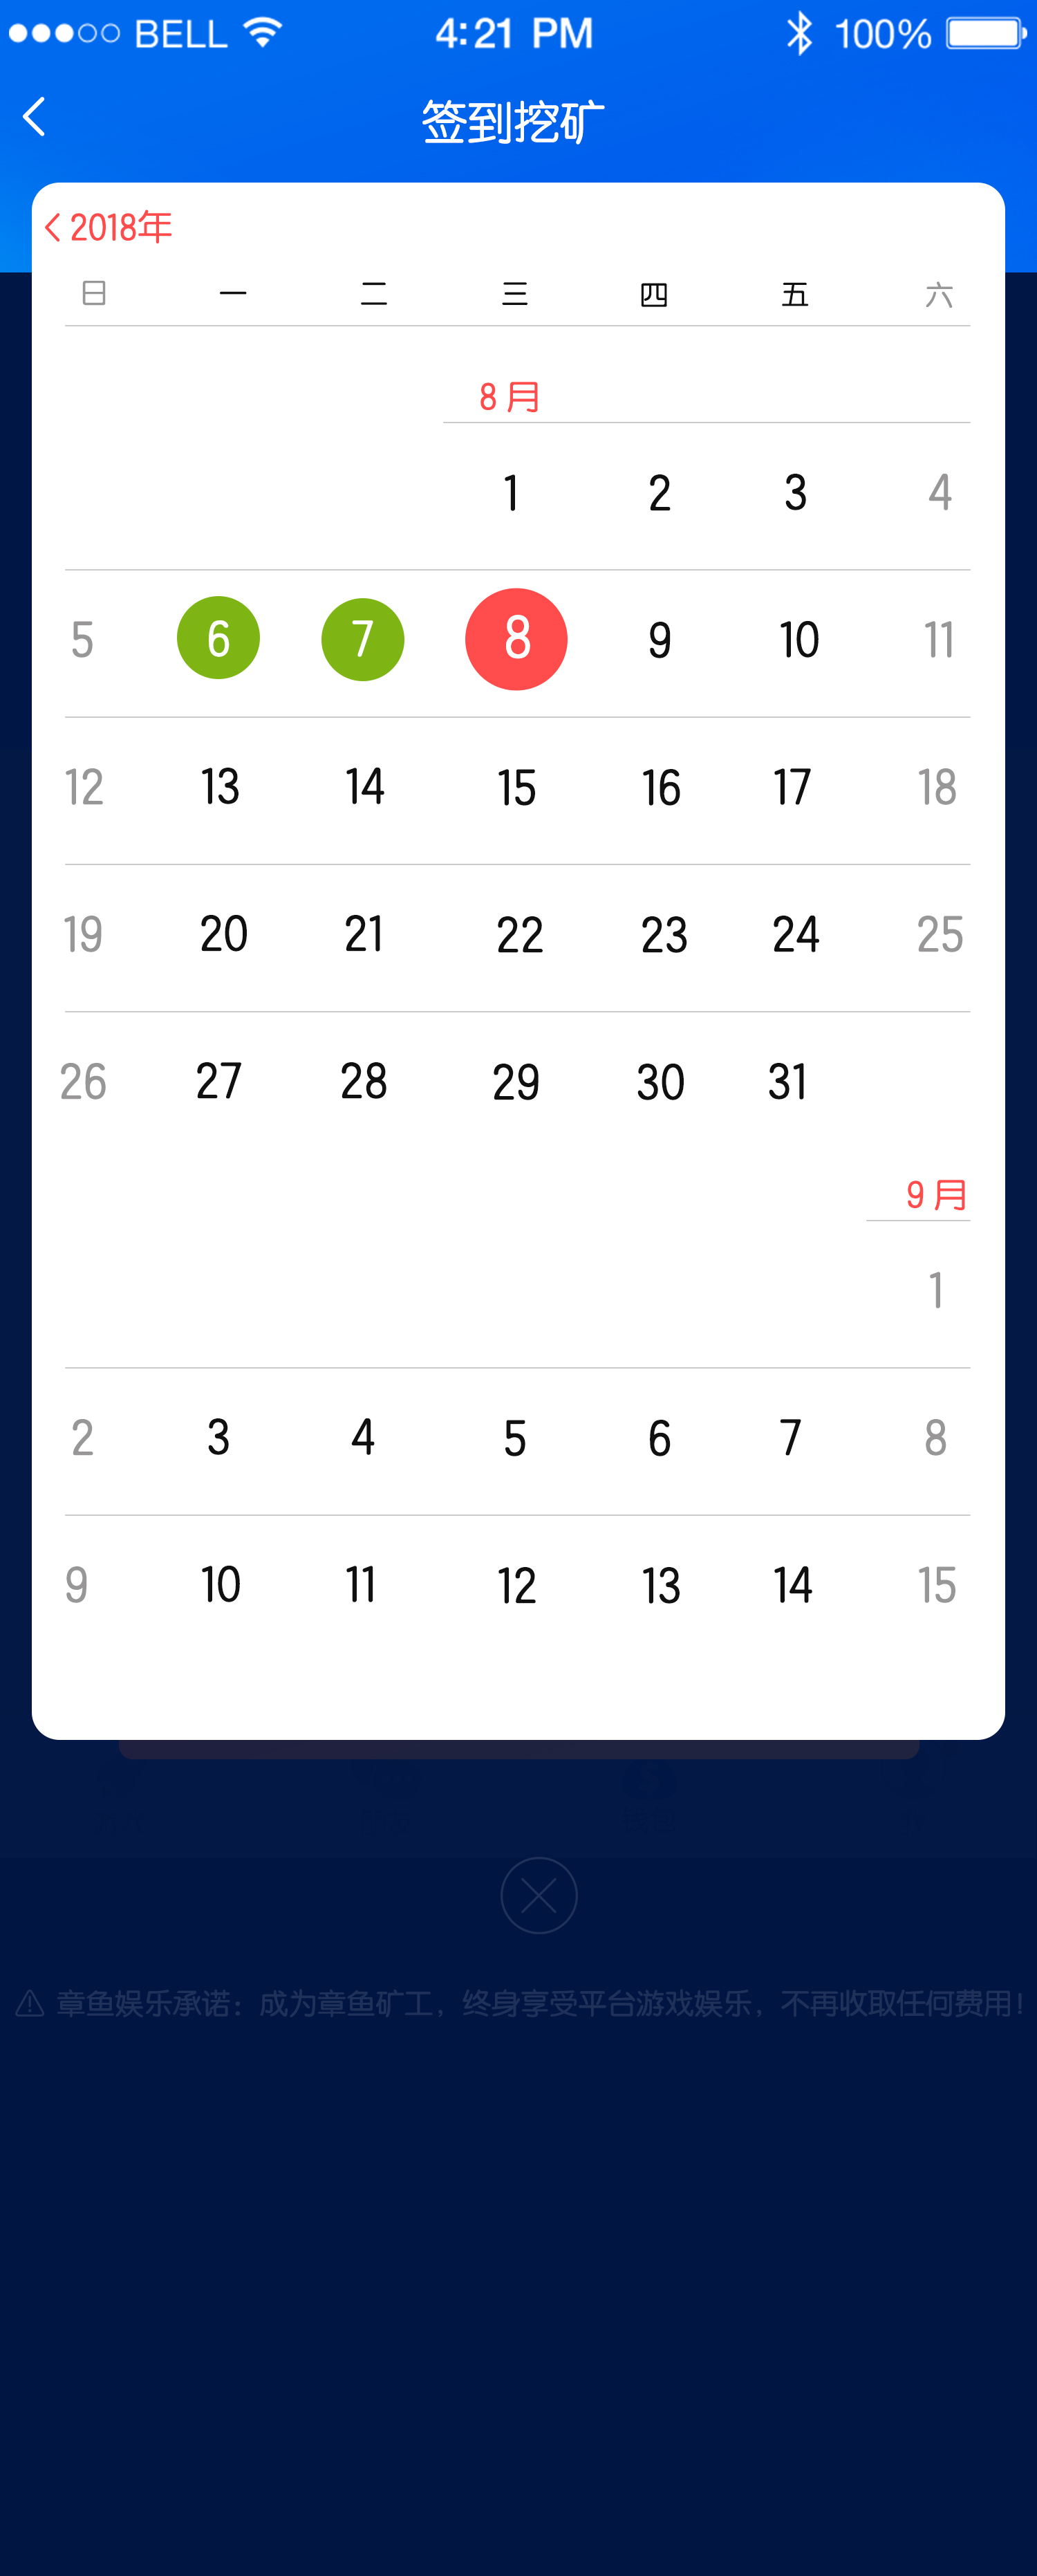 BELL 4:21 PM 100%
签到挖矿
2018年
日 一 二 三 四 五 六
8 月
1 2 3 4
5 6 7 8 9 10 11
12 13 14 15 16 17 18
19 20 21 22 23 24 25
26 27 28 29 30 31
9 月
1
2 3 4 5 6 7 8
9 10 11 12 13 14 15
章鱼娱乐承诺：成为章鱼矿工，终身享受平台游戏娱乐，不再收取任何费用！